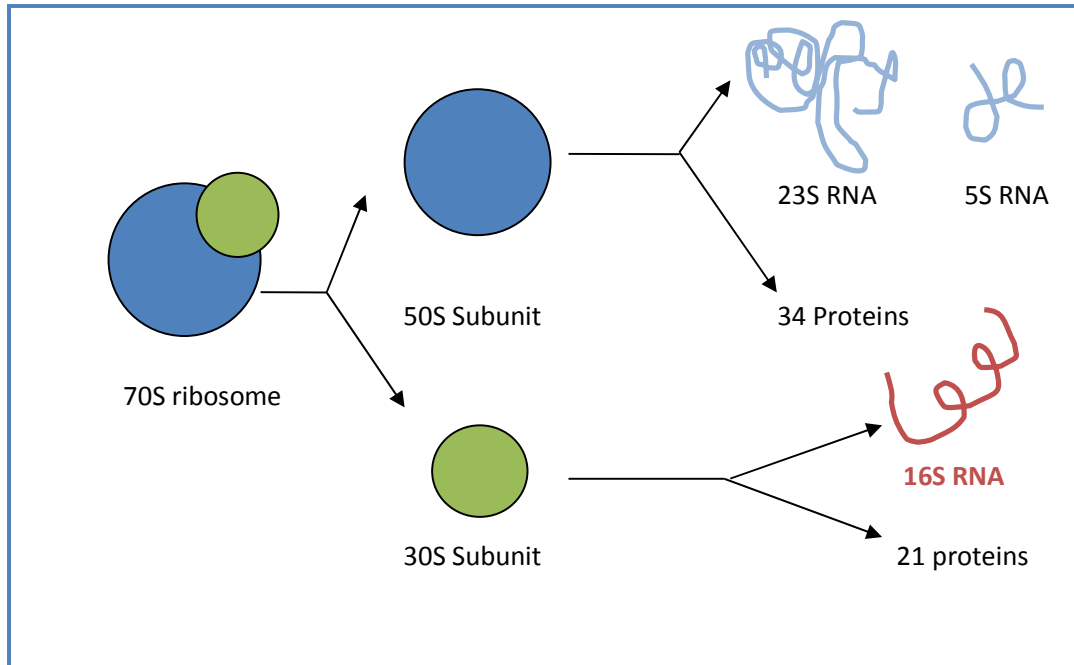 23S RNA
5S RNA
50S Subunit
34 Proteins
70S ribosome
16S RNA
30S Subunit
21 proteins